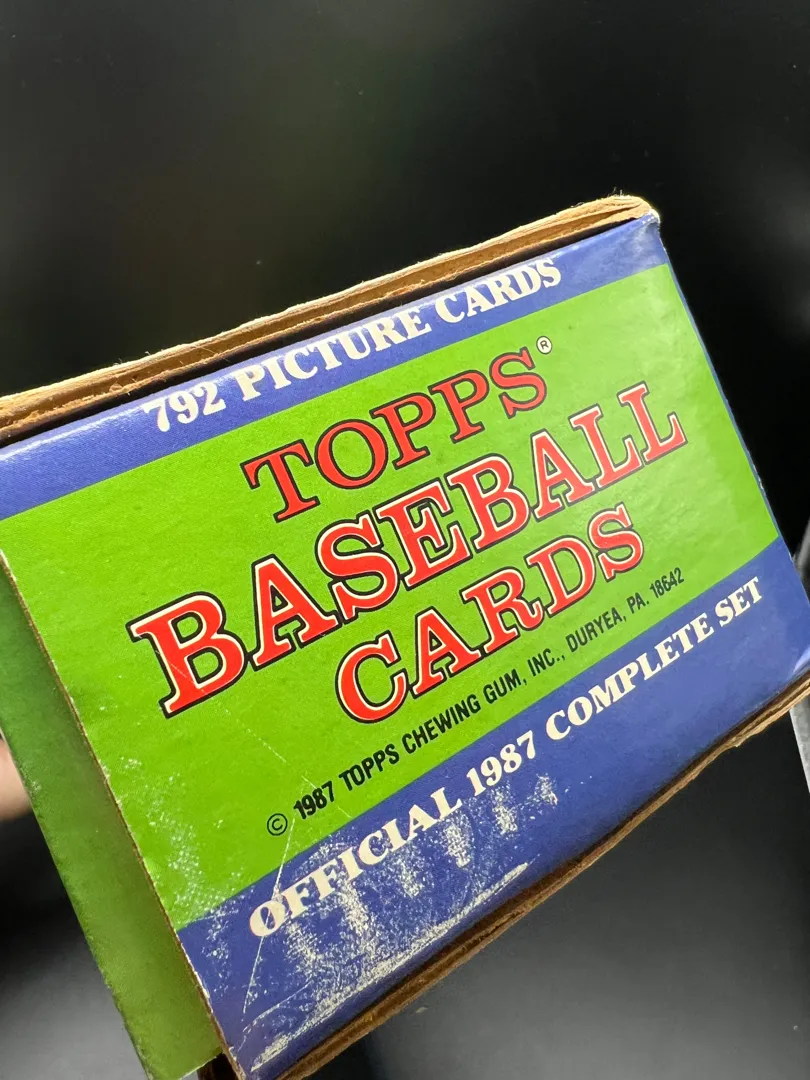 792 PICTURE CARDS
TOPPS®
BASEBALL
CARDS
© 1987 TOPPS CHEWING GUM, INC., DURYEA, PA. 18642
OFFICIAL 1987 COMPLETE SET